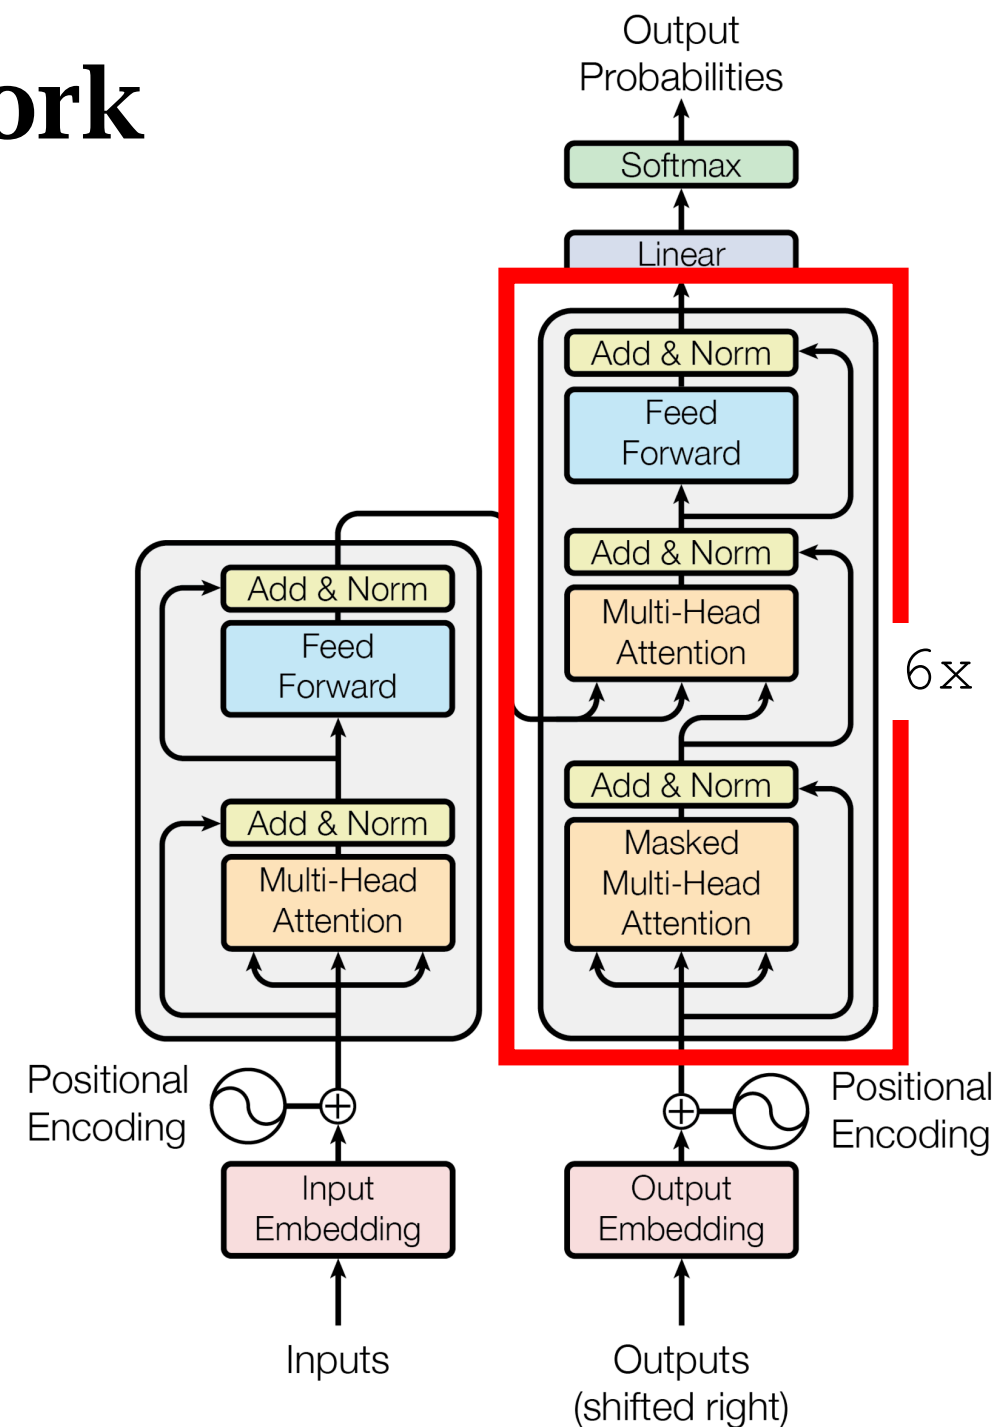 ork
Output
Probabilities
Softmax
Linear
Add & Norm
Feed
Forward
Add & Norm
Multi-Head
Attention
6x
Add & Norm
Masked
Multi-Head
Attention
Add & Norm
Feed
Forward
Add & Norm
Multi-Head
Attention
Positional
Encoding
Positional
Encoding
Input
Embedding
Output
Embedding
Inputs
Outputs
(shifted right)